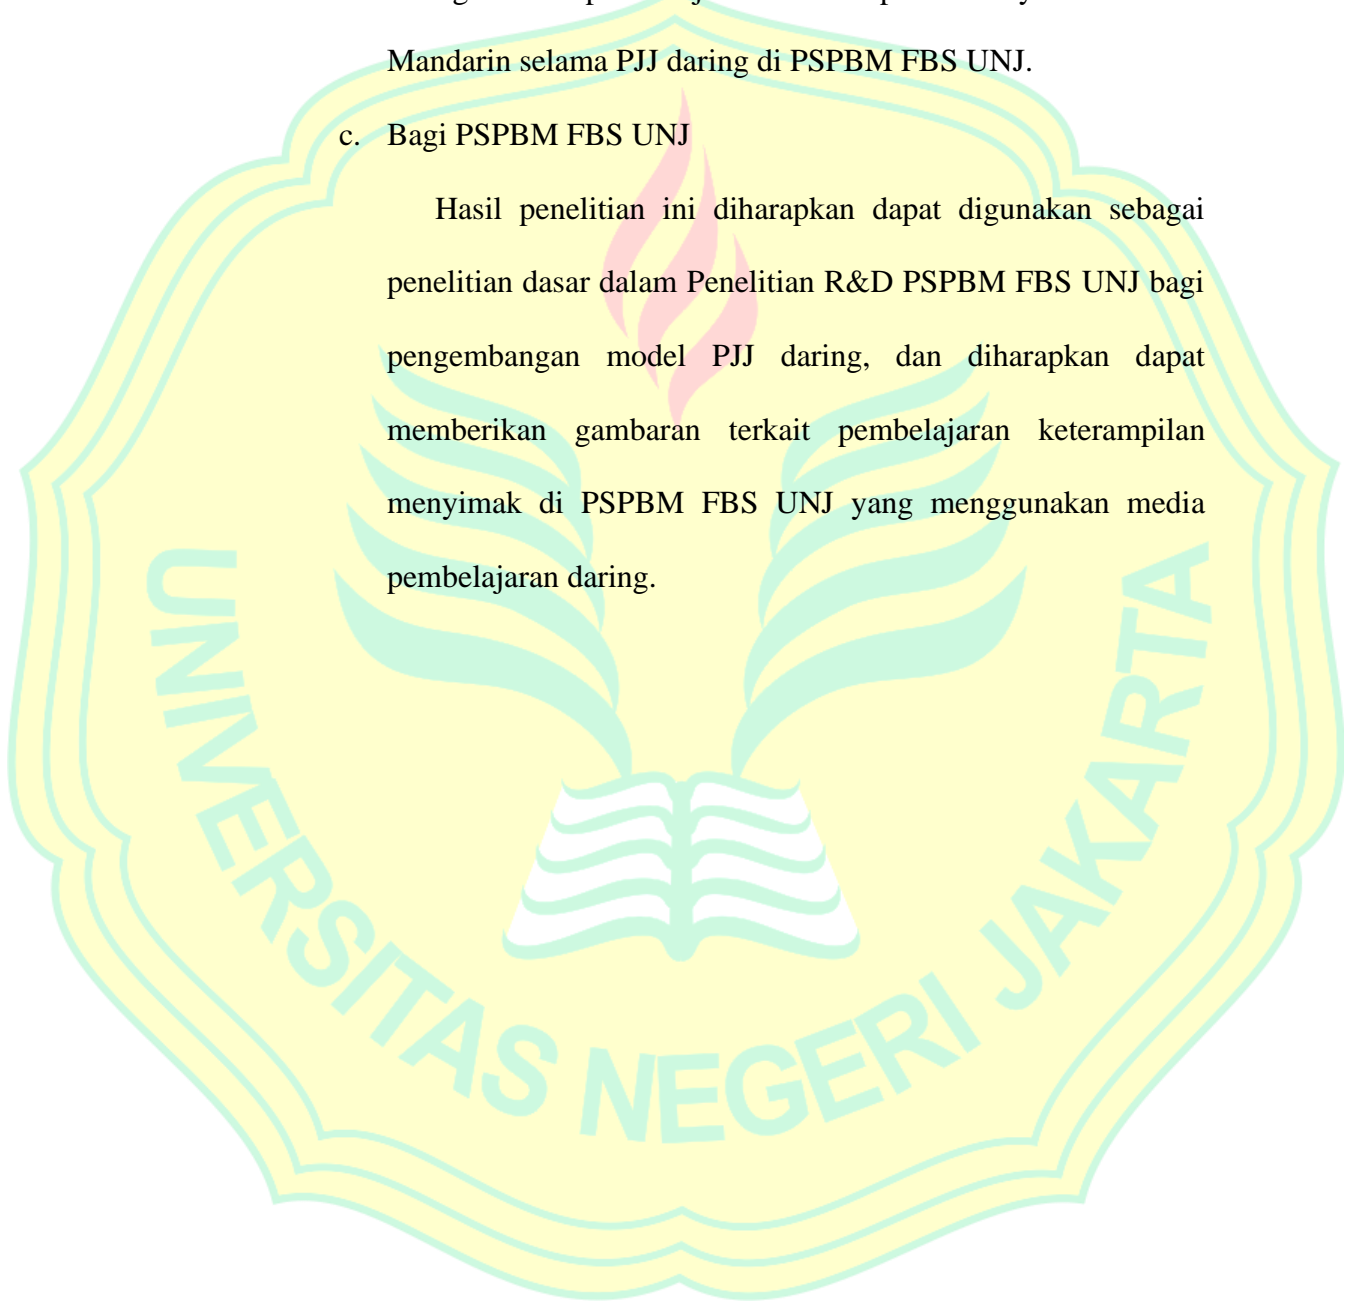 Mandarin selama PJJ daring di PSPBM FBS UNJ.
c. Bagi PSPBM FBS UNJ
Hasil penelitian ini diharapkan dapat digunakan sebagai
penelitian dasar dalam Penelitian R&D PSPBM FBS UNJ bagi
pengembangan model PJJ daring, dan diharapkan dapat
memberikan gambaran terkait pembelajaran keterampilan
menyimak di PSPBM FBS UNJ yang menggunakan media
pembelajaran daring.
UNIVERSITAS NEGERI JAKARTA